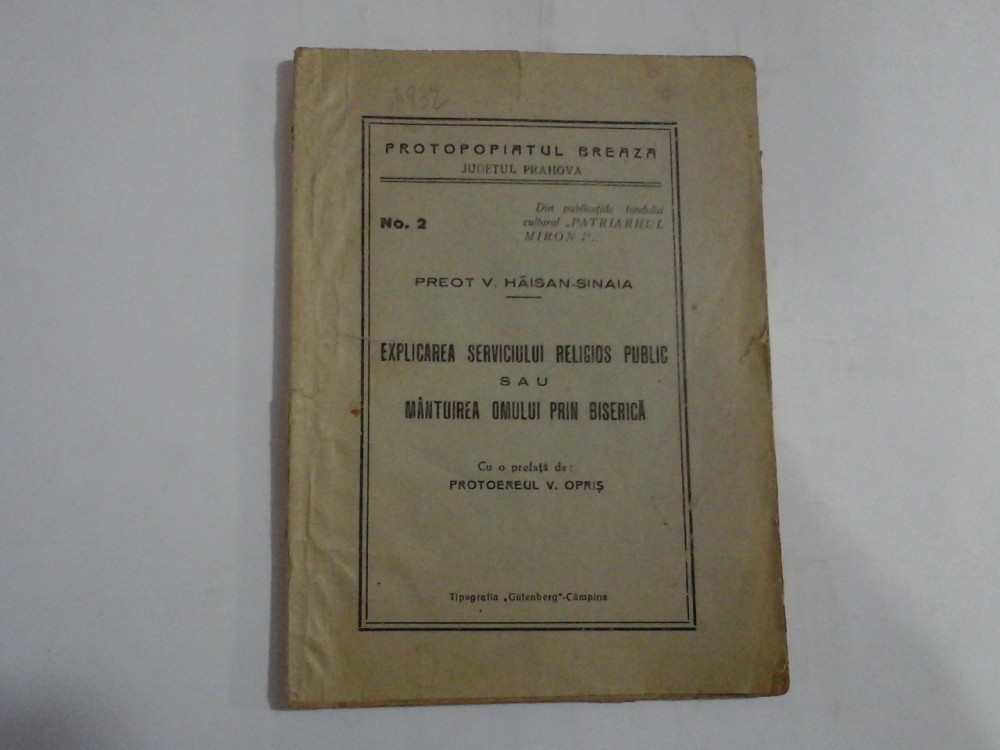 1932
PROTOPOPIATUL BREAZA
JUDEȚUL PRAHOVA
No. 2
Din publicațiile fondului
cultural „PATRIARHUL
MIRON
PREOT V. HĂISAN-SINAIA
EXPLICAREA SERVICIULUI RELIGIOS PUBLIC
SAU
MÂNTUIREA OMULUI PRIN BISERICĂ
Cu o prefață de:
PROTOEREUL V. OPRIȘ
Tipografia „Gutenberg”-Câmpina